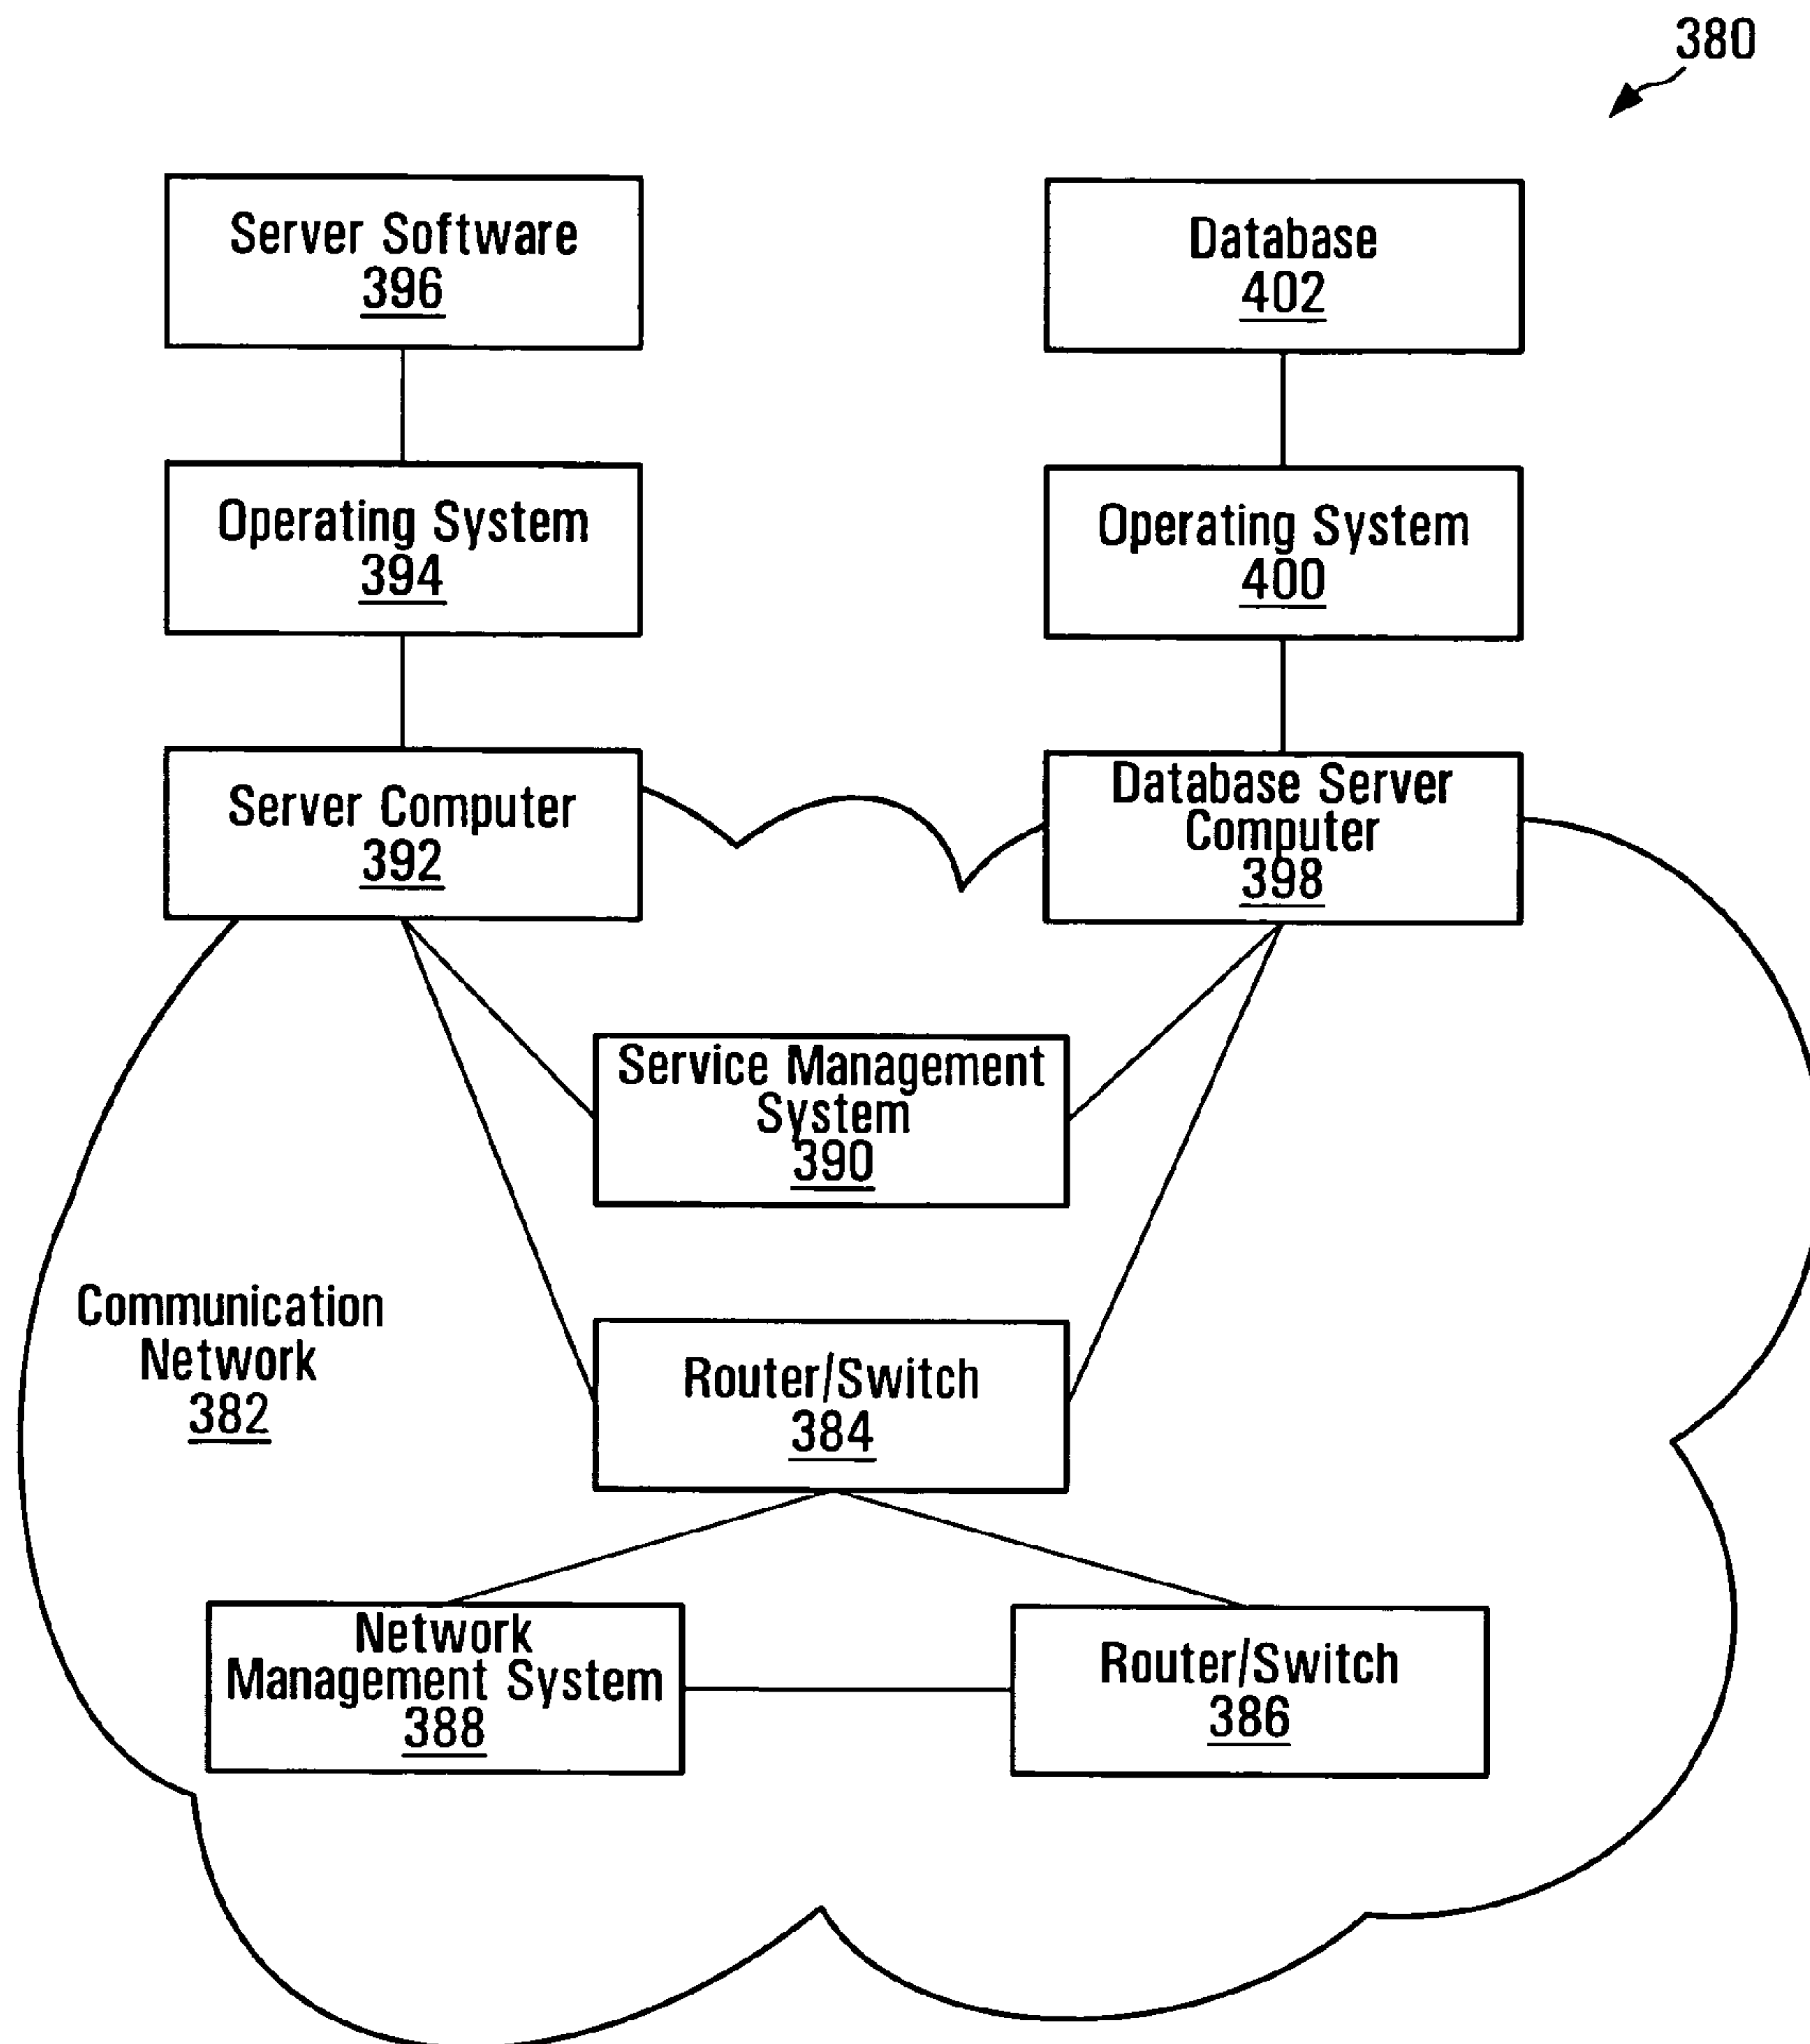 380
Server Software
396
Database
402
Operating System
394
Operating System
400
Server Computer
392
Database Server
Computer
398
Service Management
System
390
Communication
Network
382
Router/Switch
384
Network
Management System
388
Router/Switch
386